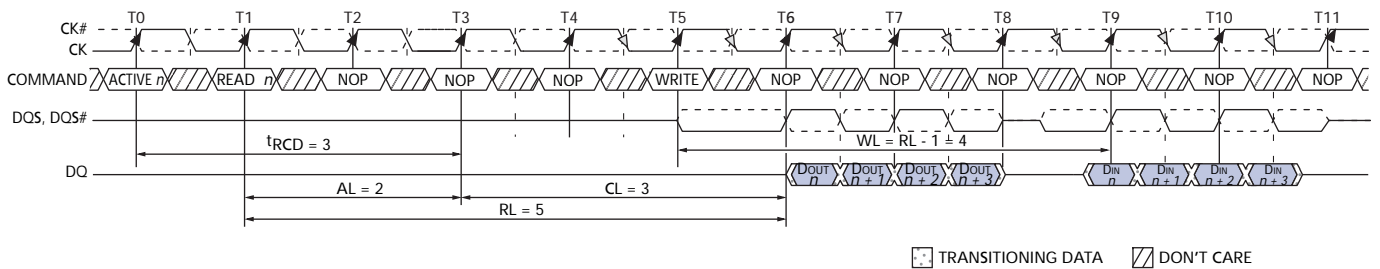 T0 T1 T2 T3 T4 T5 T6 T7 T8 T9 T10 T11
CK#
CK
COMMAND ACTIVE n READ n NOP NOP NOP WRITE NOP NOP NOP NOP NOP NOP
DQS, DQS#
tRCD = 3 WL = RL - 1 = 4
DQ DOUT n DOUT n + 1 DOUT n + 2 DOUT n + 3 DIN n DIN n + 1 DIN n + 2 DIN n + 3
AL = 2 CL = 3
RL = 5
TRANSITIONING DATA DON'T CARE